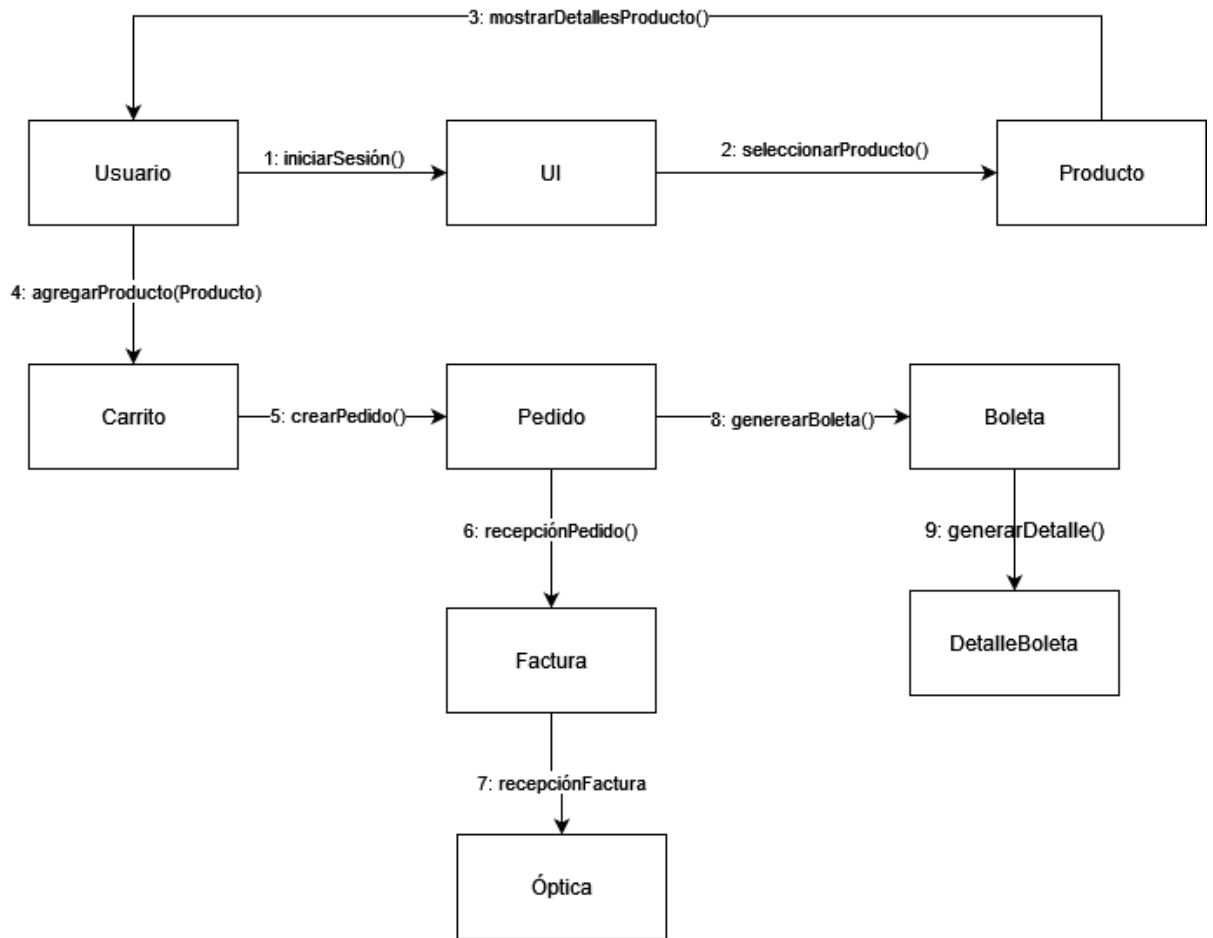 3: mostrarDetallesProducto()
Usuario
1: iniciarSesión()
UI
2: seleccionarProducto()
Producto
4: agregarProducto(Producto)
Carrito
5: crearPedido()
Pedido
8: generearBoleta()
Boleta
6: recepciónPedido()
9: generarDetalle()
Factura
DetalleBoleta
7: recepciónFactura
Óptica